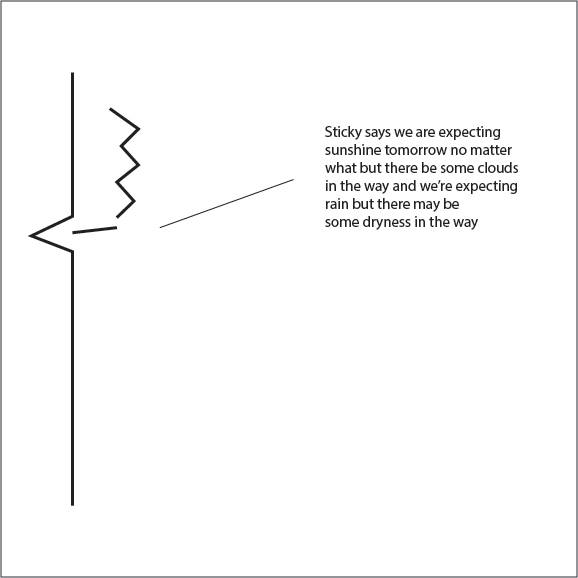 Sticky says we are expecting
sunshine tomorrow no matter
what but there be some clouds
in the way and we're expecting
rain but there may be
some dryness in the way